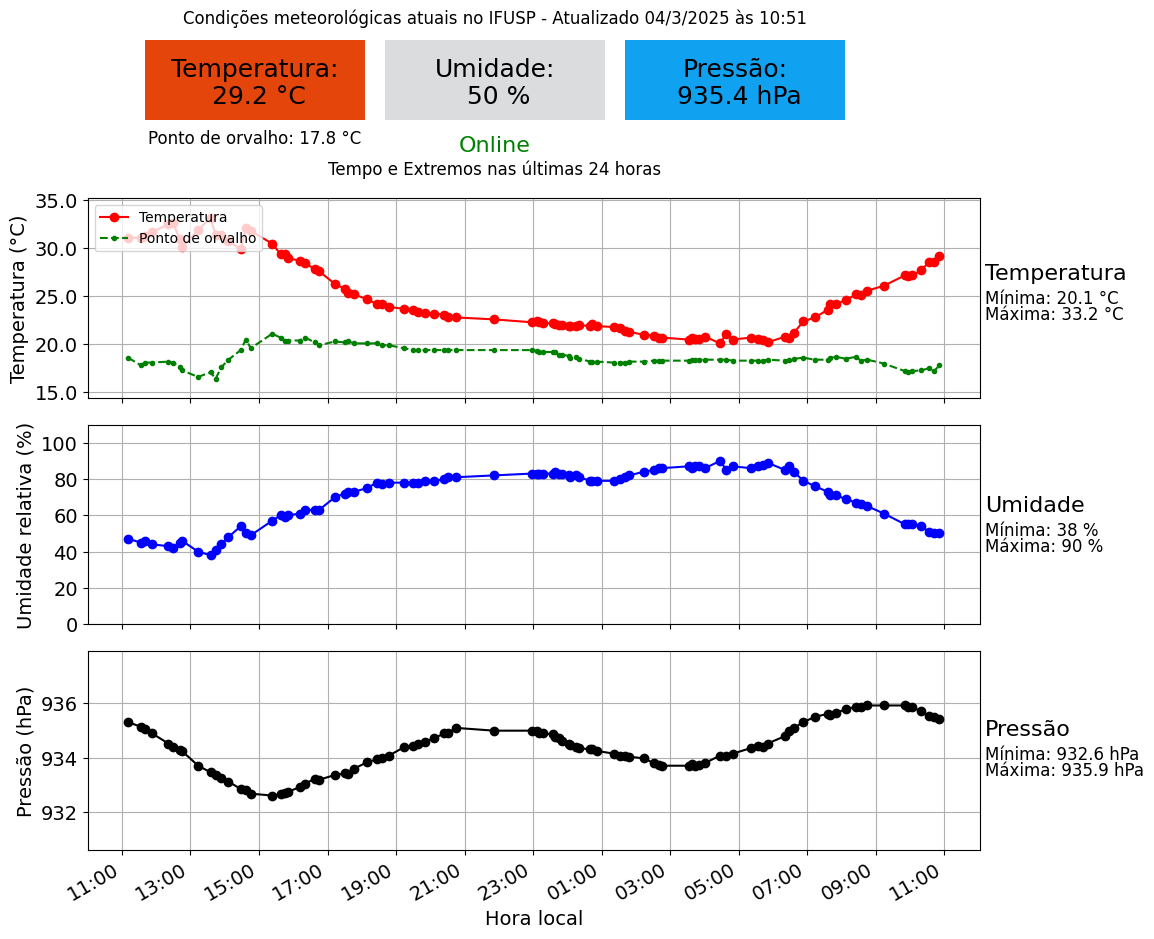 Condições meteorológicas atuais no IFUSP - Atualizado 04/3/2025 às 10:51
Temperatura:
29.2 °C
Umidade:
50 %
Pressão:
935.4 hPa
Ponto de orvalho: 17.8 °C
Online
Tempo e Extremos nas últimas 24 horas
Temperatura (°C)
35.0
30.0
25.0
20.0
15.0
Temperatura
Ponto de orvalho
Temperatura
Mínima: 20.1 °C
Máxima: 33.2 °C
Umidade relativa (%)
100
80
60
40
20
0
Umidade
Mínima: 38 %
Máxima: 90 %
Pressão (hPa)
936
934
932
Pressão
Mínima: 932.6 hPa
Máxima: 935.9 hPa
11:00 13:00 15:00 17:00 19:00 21:00 23:00 01:00 03:00 05:00 07:00 09:00 11:00
Hora local